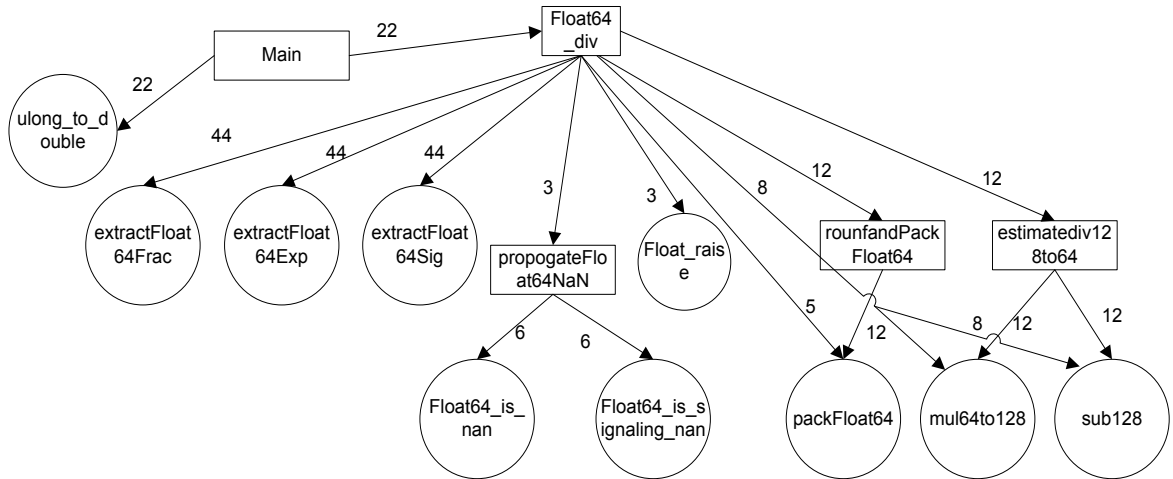 Float64
_div
22
Main
22
ulong_to_d
ouble
44
44
44
3
3
8
12
12
extractFloat
64Frac
extractFloat
64Exp
extractFloat
64Sig
propogateFlo
at64NaN
Float_rais
e
rounfandPack
Float64
estimatediv12
8to64
6
6
5
12
8
12
12
Float64_is_
nan
Float64_is_s
ignaling_nan
packFloat64
mul64to128
sub128